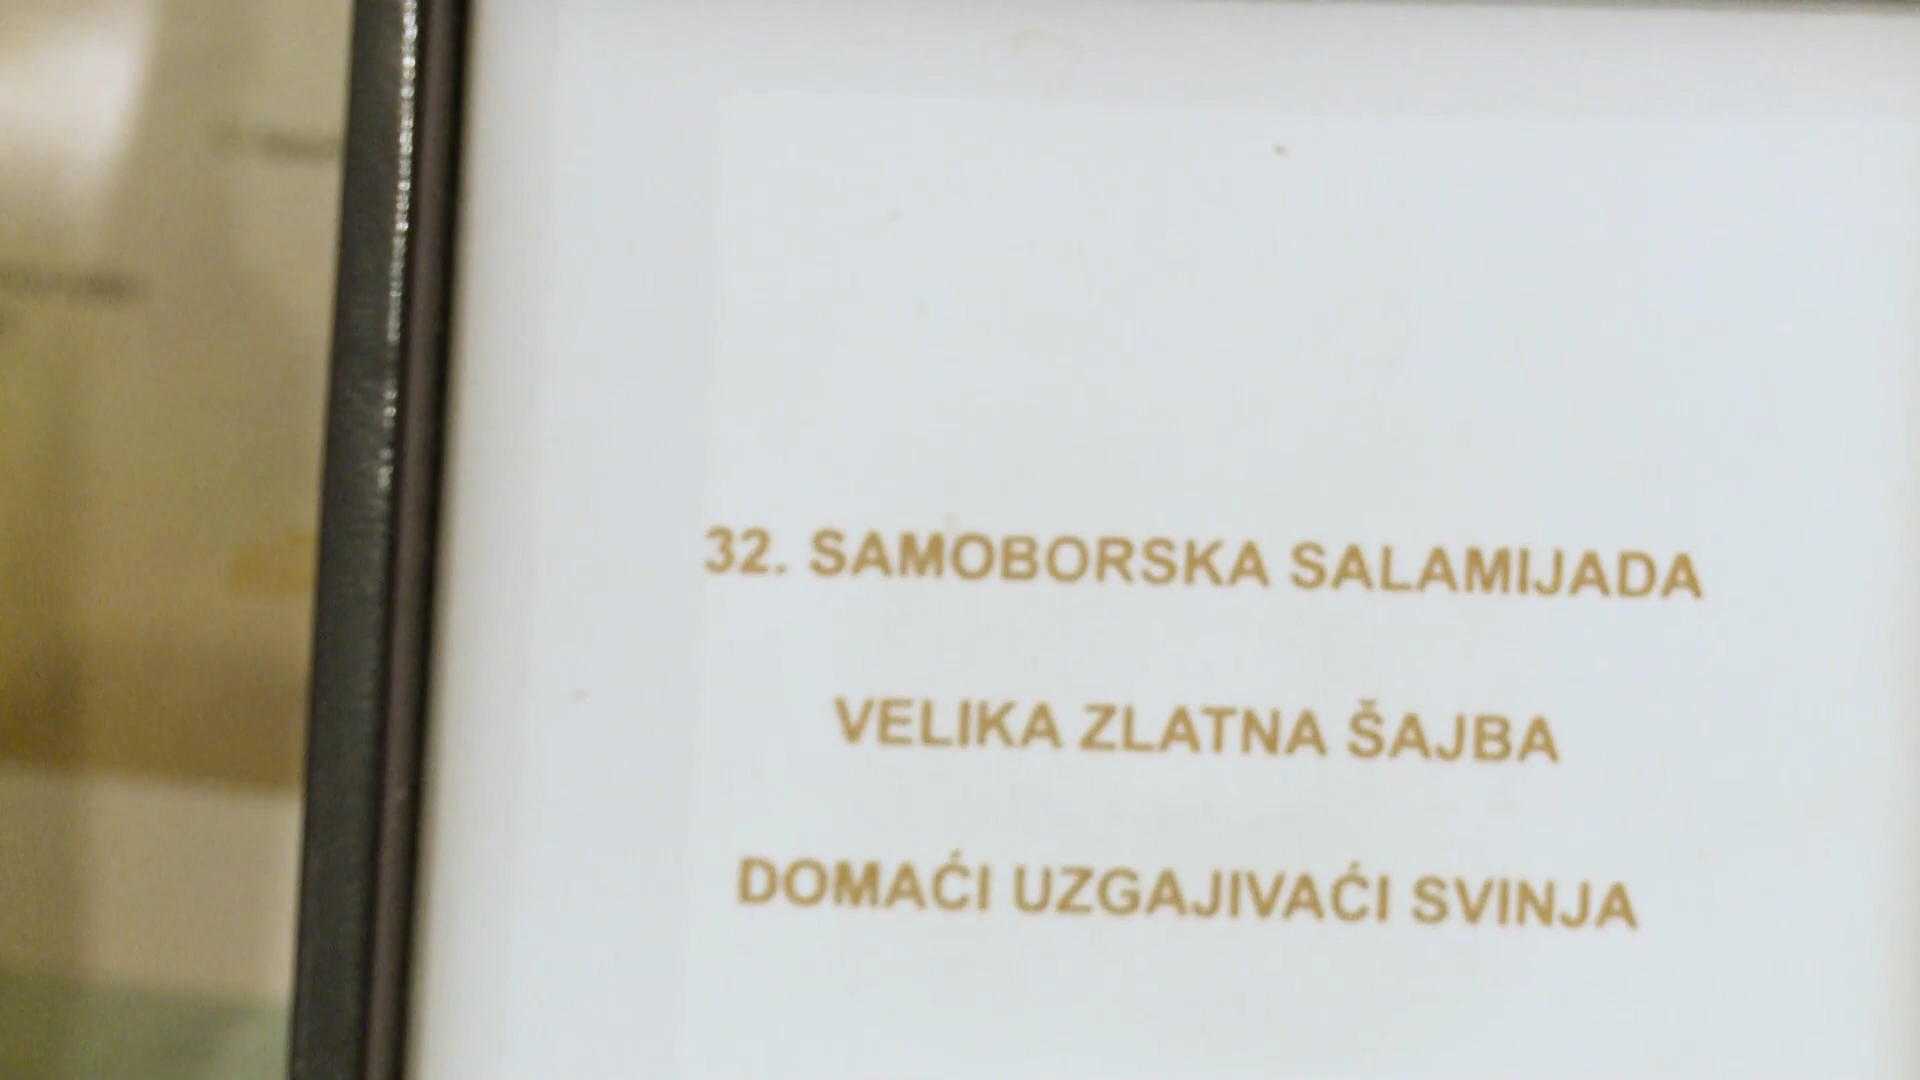 32. SAMOBORSKA SALAMIJADA
VELIKA ZLATNA ŠAJBA
DOMAĆI UZGAJIVAĆI SVINJA